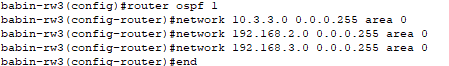 babin-rw3(config)#router ospf 1
babin-rw3(config-router)#network 10.3.3.0 0.0.0.255 area 0
babin-rw3(config-router)#network 192.168.2.0 0.0.0.255 area 0
babin-rw3(config-router)#network 192.168.3.0 0.0.0.255 area 0
babin-rw3(config-router)#end